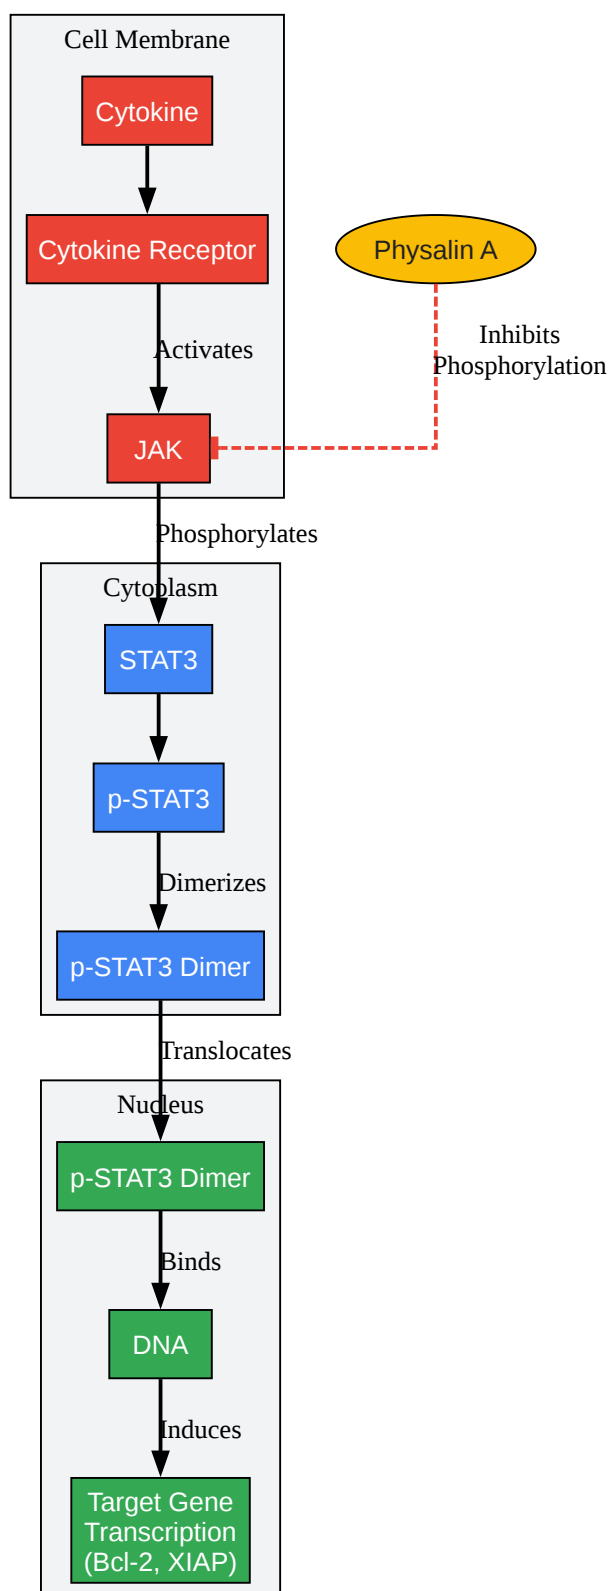 Cell Membrane
Cytokine
Cytokine Receptor
Physalin A
Inhibits
Phosphorylation
Activates
JAK
Phosphorylates
Cytoplasm
STAT3
p-STAT3
Dimerizes
p-STAT3 Dimer
Translocates
Nucleus
p-STAT3 Dimer
Binds
DNA
Induces
Target Gene
Transcription
(Bcl-2, XIAP)